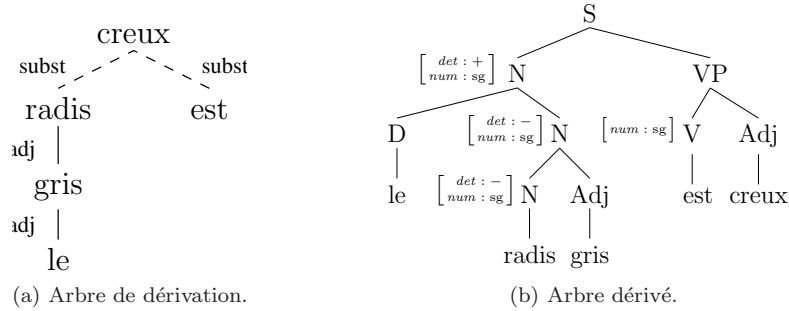 creux
subst subst
radis est
adj
gris
adj
le
(a) Arbre de dérivation.
S
[det : + num : sg] N VP
D [det : − num : sg] N [num : sg] V Adj
le [det : − num : sg] N Adj est creux
radis gris
(b) Arbre dérivé.